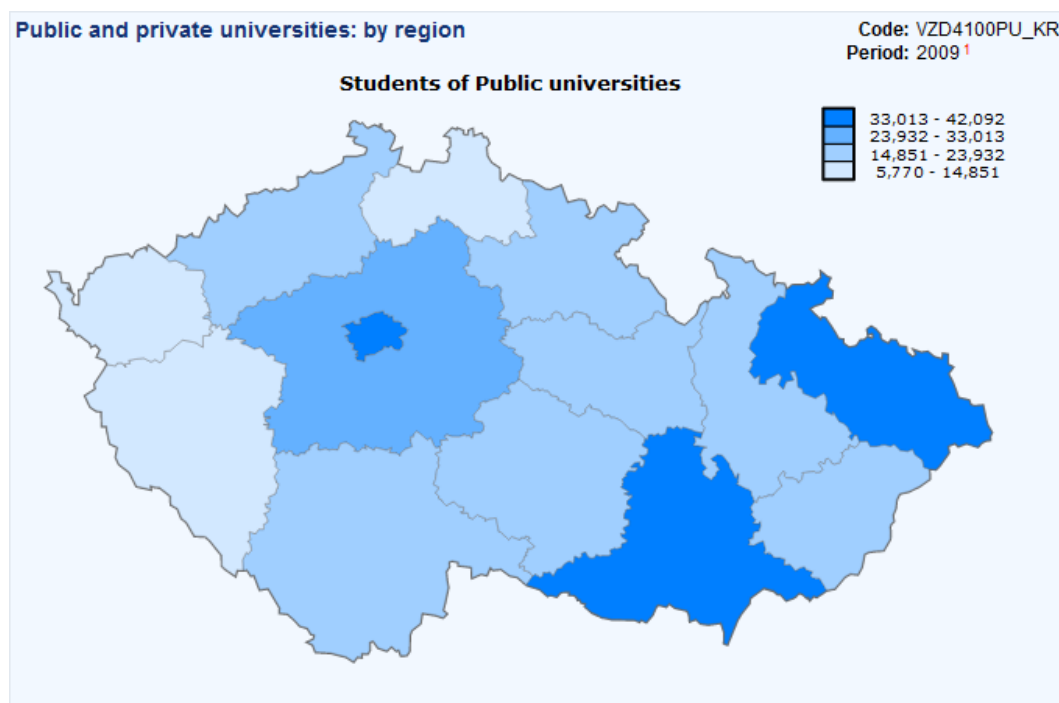 Public and private universities: by region
Code: VZD4100PU_KR
Period: 2009 1
Students of Public universities
33,013 - 42,092
23,932 - 33,013
14,851 - 23,932
5,770 - 14,851